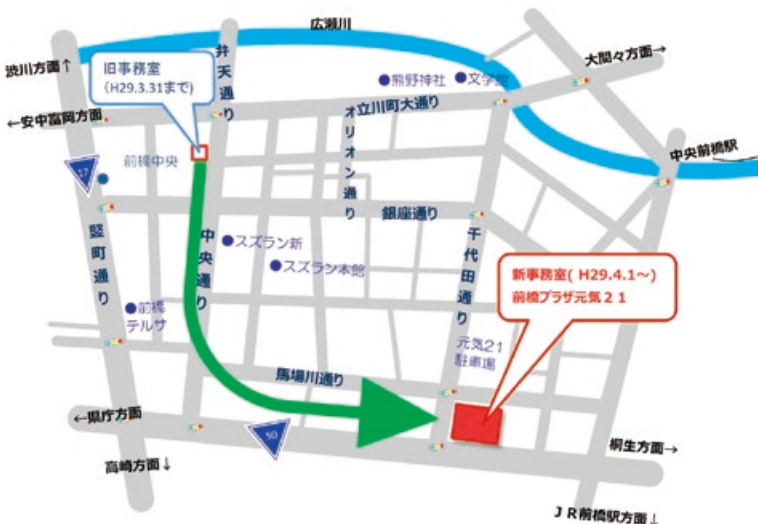 広瀬川
渋川方面↑
弁天通り
大間々方面→
旧事務室
（H29.3.31まで）
●熊野神社
●文学館
←安中富岡方面
立川町大通り
オリオン通り
中央前橋駅
前橋中央
17
銀座通り
竪町通り
中央通り
●スズラン新
●スズラン本館
千代田通り
新事務室( H29.4.1～)
前橋プラザ元気２１
●前橋
テルサ
元気21
駐車場
馬場川通り
←県庁方面
50
桐生方面→
高崎方面↓
ＪＲ前橋駅方面↓